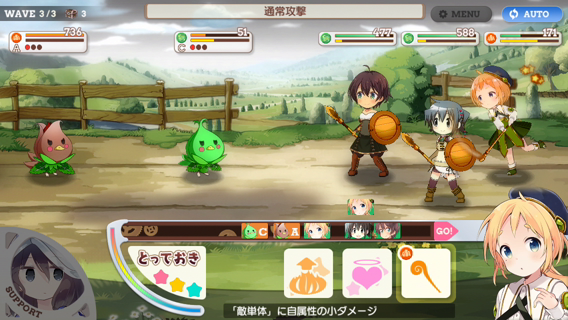 WAVE 3/3
3
通常攻撃
MENU
AUTO
736
A
51
C
477
588
171
C
A
GO!
とっておき
SUPPORT
「敵単体」に自属性の小ダメージ